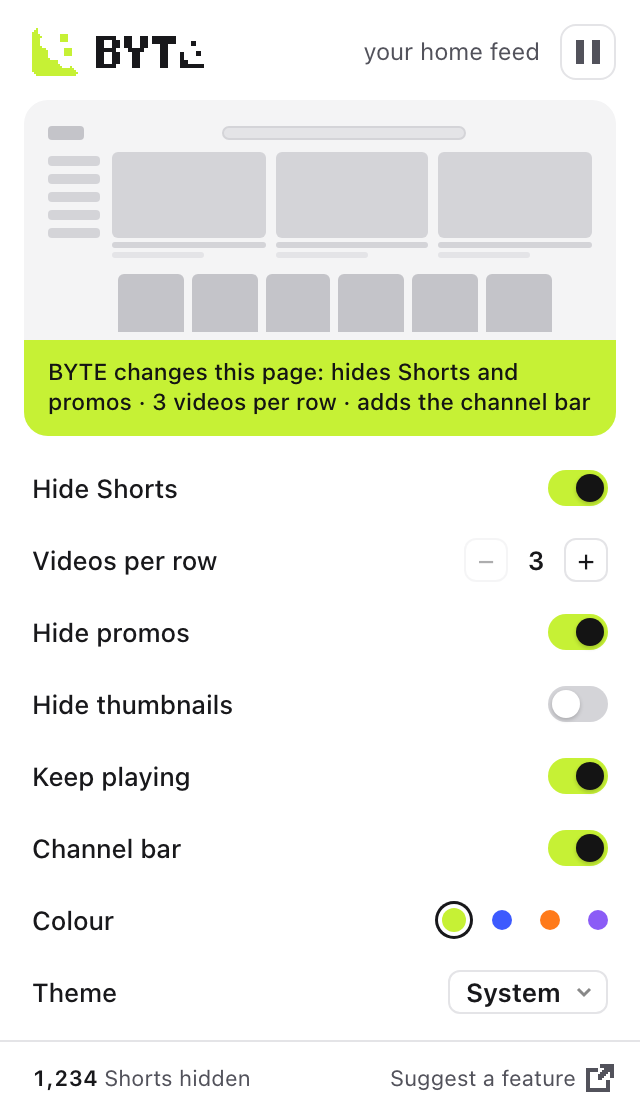 BYTE
your home feed
BYTE changes this page: hides Shorts and
promos · 3 videos per row · adds the channel bar
Hide Shorts
Videos per row − 3 +
Hide promos
Hide thumbnails
Keep playing
Channel bar
Colour
Theme System
1,234 Shorts hidden Suggest a feature